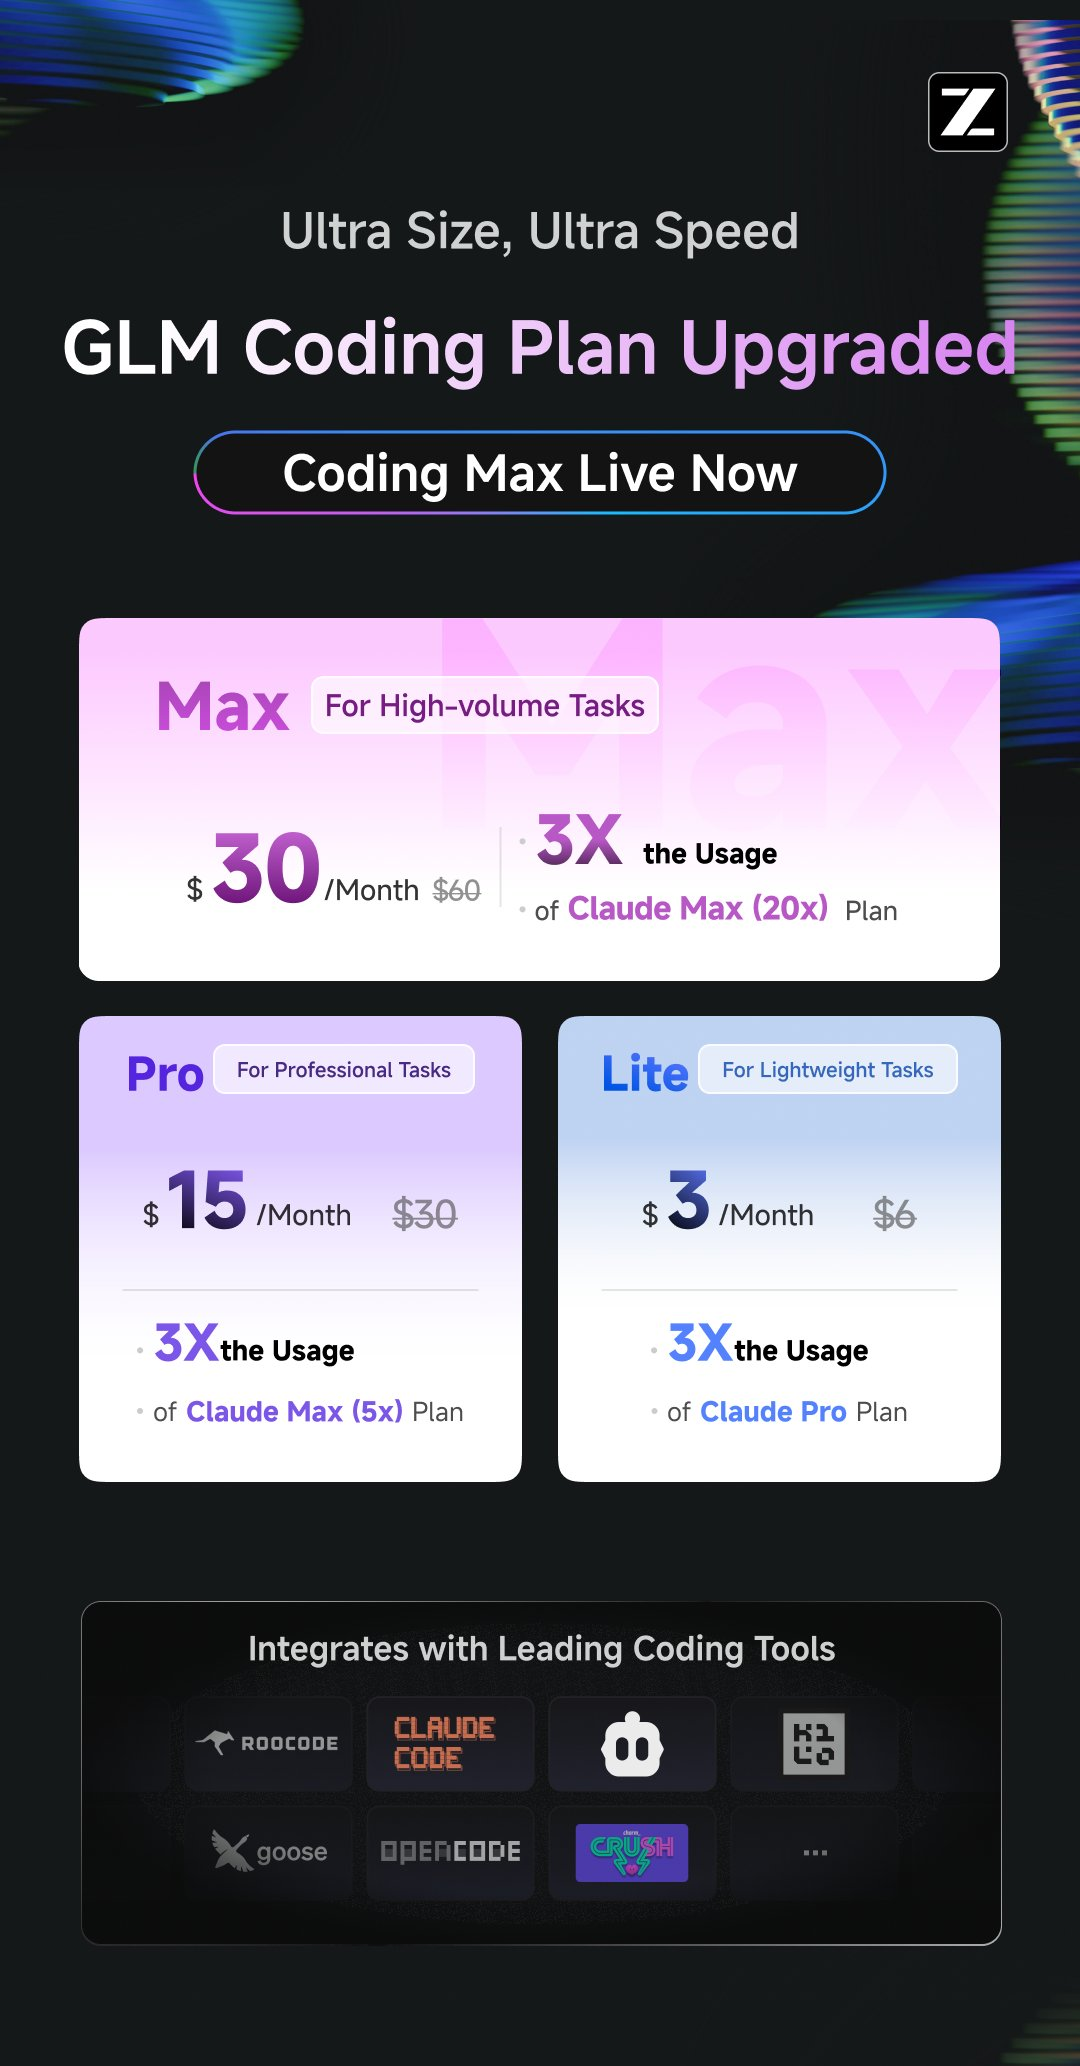 Z
Ultra Size, Ultra Speed
GLM Coding Plan Upgraded
Coding Max Live Now
Max
Max For High-volume Tasks
$ 30 /Month $60
· 3X the Usage
· of Claude Max (20x) Plan
Pro For Professional Tasks
$ 15 /Month $30
· 3X the Usage
· of Claude Max (5x) Plan
Lite For Lightweight Tasks
$ 3 /Month $6
· 3X the Usage
· of Claude Pro Plan
Integrates with Leading Coding Tools
ROOCODE
CLAUDE
CODE
KILO
goose
OPENCODE
charm
CRUSH
...